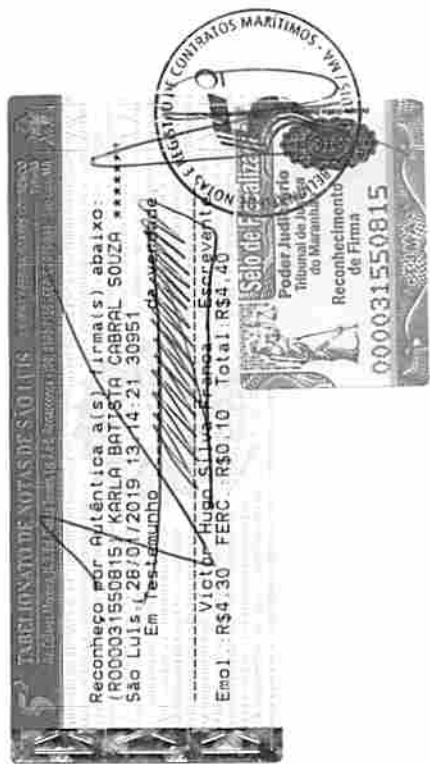 5º TABELIONATO DE NOTAS DE SÃO LUÍS
Reconheço por Autêntica a(s) firma(s) abaixo:
(R000031550815) KARLA BATISTA CABRAL SOUZA *******
São Luís, 28/01/2019 13:14:21 30951
Em Testemunho da verdade
Victor Hugo Silva Franca Escrevente
Emol.:R$4.30 FERC.:R$0.10 Total:R$4.40
NOTAS E REGISTRO DE CONTRATOS MARÍTIMOS
Selo de Fiscaliza
Poder Judiciário
Tribunal de Justiça
do Maranhão
Reconhecimento
de Firma
000031550815